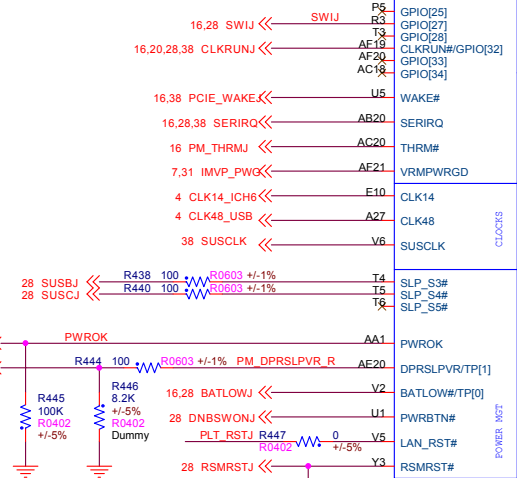 P5 GPIO[25]
16,28 SWIJ SWIJ R3 GPIO[27]
T3 GPIO[28]
16,20,28,38 CLKRUNJ AF19 CLKRUN#/GPIO[32]
AF20 GPIO[33]
AC18 GPIO[34]
16,38 PCIE_WAKEJ U5 WAKE#
16,28,38 SERIRQ AB20 SERIRQ
16 PM_THRMJ AC20 THRM#
7,31 IMVP_PWG AF21 VRMPWRGD
4 CLK14_ICH6 E10 CLK14
4 CLK48_USB A27 CLK48
38 SUSCLK V6 SUSCLK
CLOCKS
28 SUSBJ R438 100 R0603 +/-1% T4 SLP_S3#
28 SUSCJ R440 100 R0603 +/-1% T5 SLP_S4#
T6 SLP_S5#
PWROK AA1 PWROK
R444 100 R0603 +/-1% PM_DPRSLPVR_R AE20 DPRSLPVR/TP[1]
16,28 BATLOWJ V2 BATLOW#/TP[0]
28 DNBSWONJ U1 PWRBTN#
PLT_RSTJ R447 0 V5 LAN_RST#
R0402 +/-5%
28 RSMRSTJ Y3 RSMRST#
POWER MGT
R445
100K
R0402
+/-5%
R446
8.2K
+/-5%
R0402
Dummy